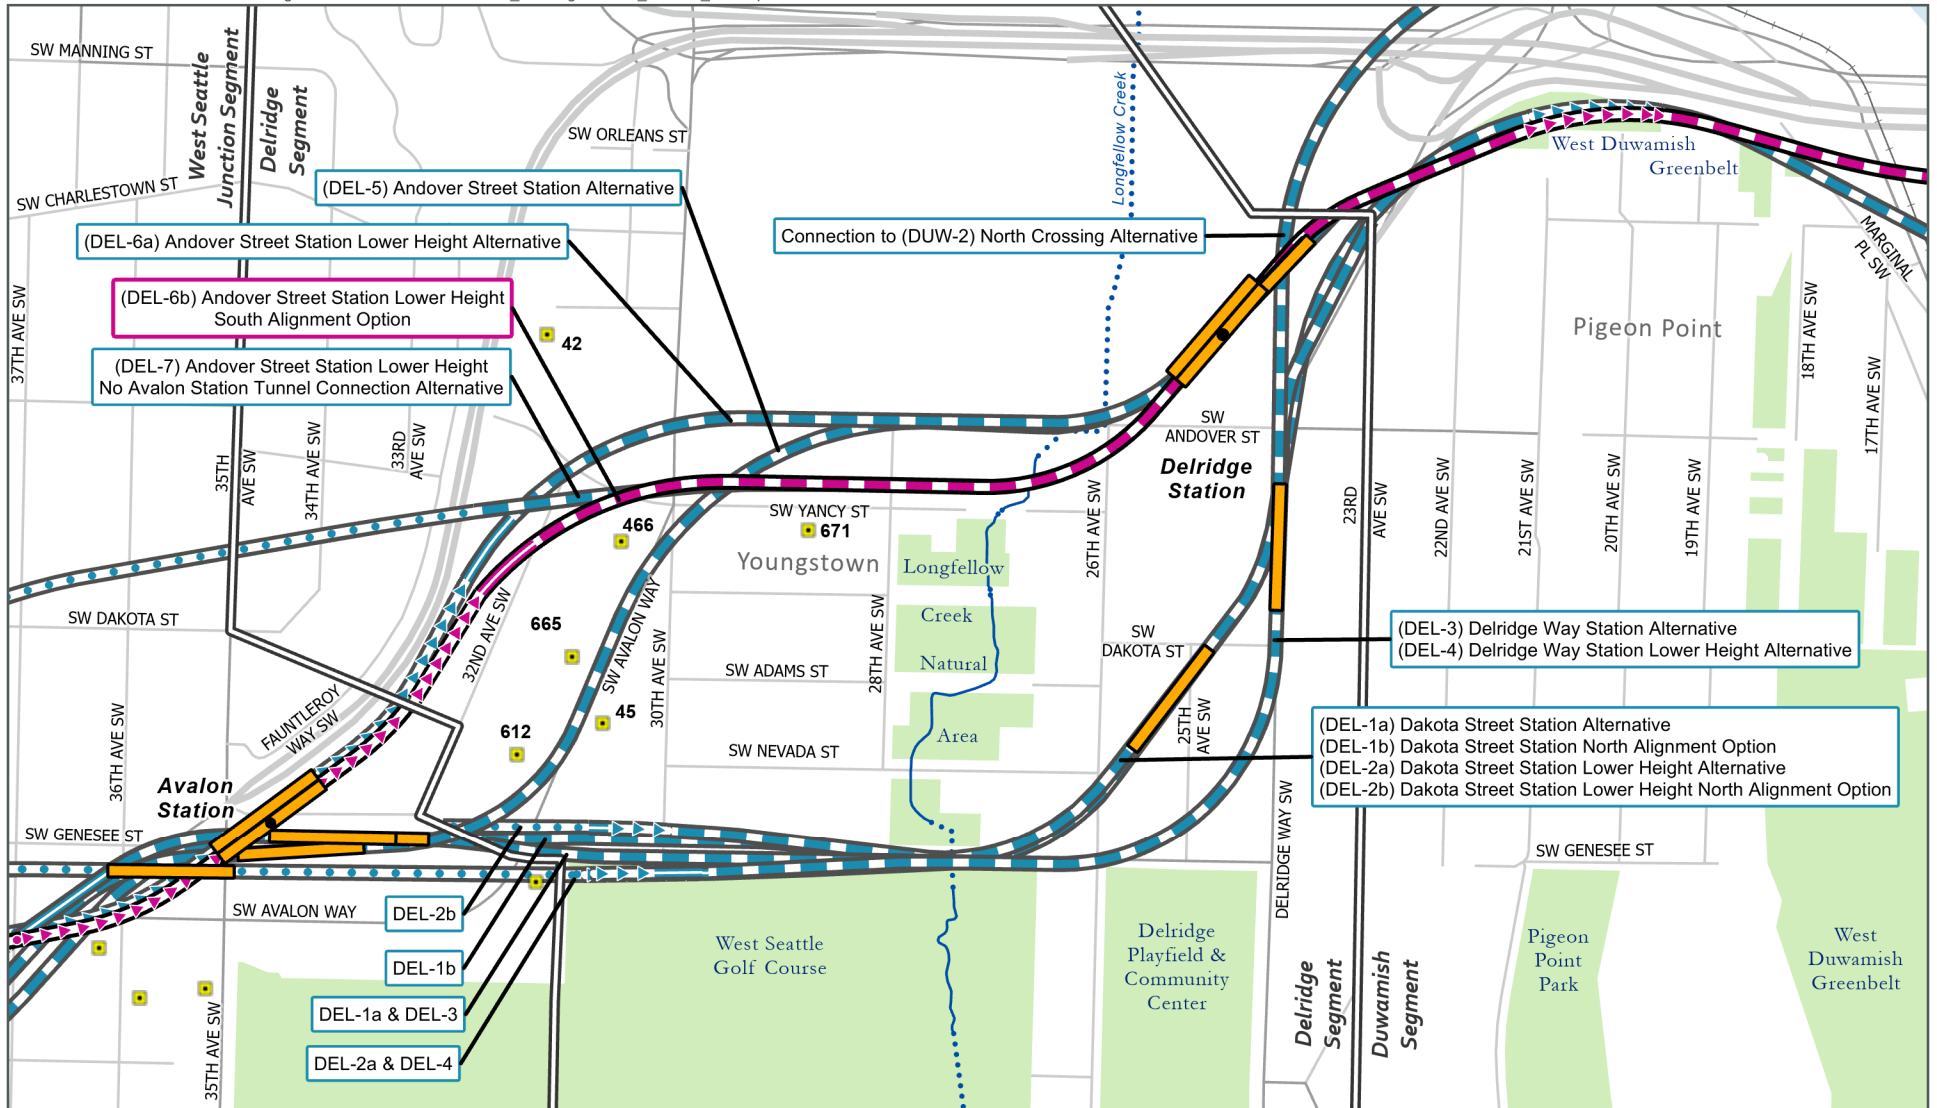 SW MANNING ST
West Seattle
Junction Segment
Delridge
Segment
SW ORLEANS ST
Longfellow Creek
SW CHARLESTOWN ST
(DEL-5) Andover Street Station Alternative
(DEL-6a) Andover Street Station Lower Height Alternative
Connection to (DUW-2) North Crossing Alternative
West Duwamish
Greenbelt
MARGINAL
PL SW
(DEL-6b) Andover Street Station Lower Height
South Alignment Option
(DEL-7) Andover Street Station Lower Height
No Avalon Station Tunnel Connection Alternative
42
37TH AVE SW
Pigeon Point
18TH AVE SW
17TH AVE SW
35TH
AVE SW
34TH AVE SW
33RD
AVE SW
SW
ANDOVER ST
Delridge
Station
466
SW YANCY ST
671
Youngstown
26TH AVE SW
23RD
AVE SW
22ND AVE SW
21ST AVE SW
20TH AVE SW
19TH AVE SW
Longfellow
Creek
Natural
Area
SW DAKOTA ST
665
32ND AVE SW
SW AVALON WAY
30TH AVE SW
28TH AVE SW
SW
DAKOTA ST
(DEL-3) Delridge Way Station Alternative
(DEL-4) Delridge Way Station Lower Height Alternative
SW ADAMS ST
45
612
SW NEVADA ST
25TH
AVE SW
(DEL-1a) Dakota Street Station Alternative
(DEL-1b) Dakota Street Station North Alignment Option
(DEL-2a) Dakota Street Station Lower Height Alternative
(DEL-2b) Dakota Street Station Lower Height North Alignment Option
FAUNTLEROY
WAY SW
36TH AVE SW
Avalon
Station
SW GENESEE ST
DELRIDGE WAY SW
SW GENESEE ST
SW AVALON WAY
DEL-2b
DEL-1b
DEL-1a & DEL-3
DEL-2a & DEL-4
35TH AVE SW
West Seattle
Golf Course
Delridge
Playfield &
Community
Center
Delridge
Segment
Duwamish
Segment
Pigeon
Point
Park
West
Duwamish
Greenbelt